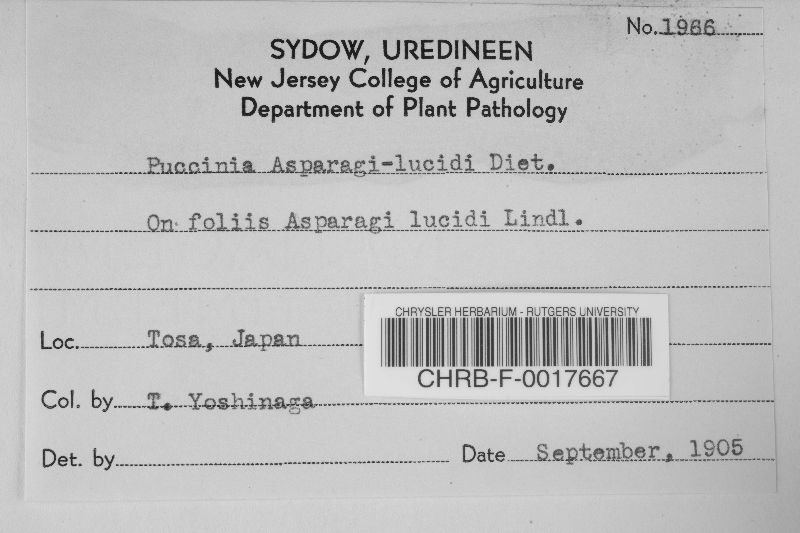 No. 1966
SYDOW, UREDINEEN
New Jersey College of Agriculture
Department of Plant Pathology
Puccinia Asparagi-lucidi Diet.
On foliis Asparagi lucidi Lindl.
Loc. Tosa, Japan
CHRYSLER HERBARIUM - RUTGERS UNIVERSITY
CHRB-F-0017667
Col. by T. Yoshinaga
Det. by
Date September, 1905